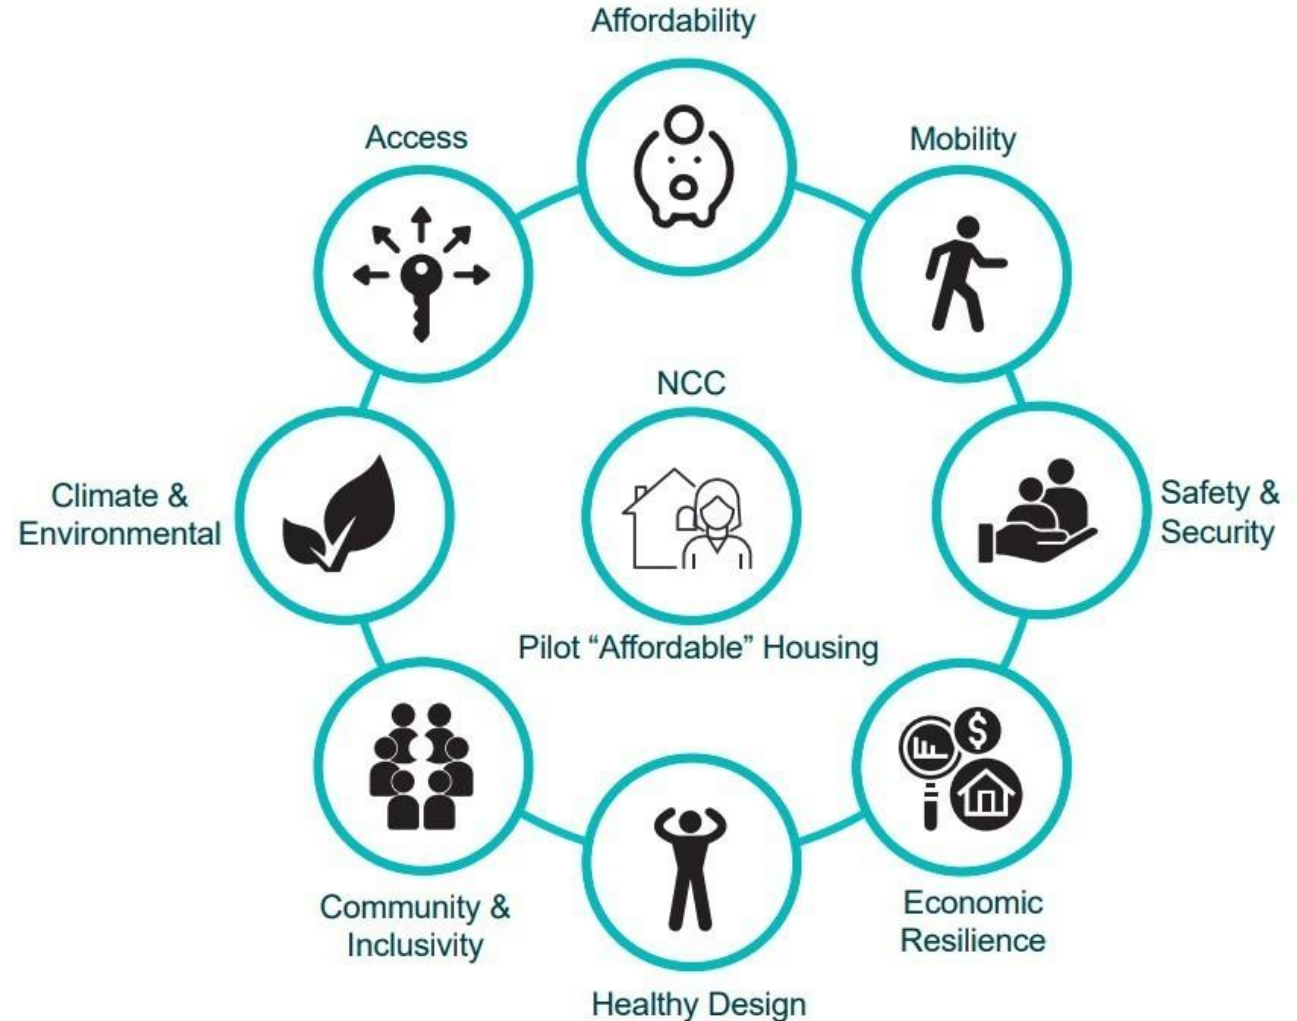 Affordability
Access
Mobility
NCC
Climate &
Environmental
Safety &
Security
Pilot “Affordable” Housing
$
Community &
Inclusivity
Economic
Resilience
Healthy Design